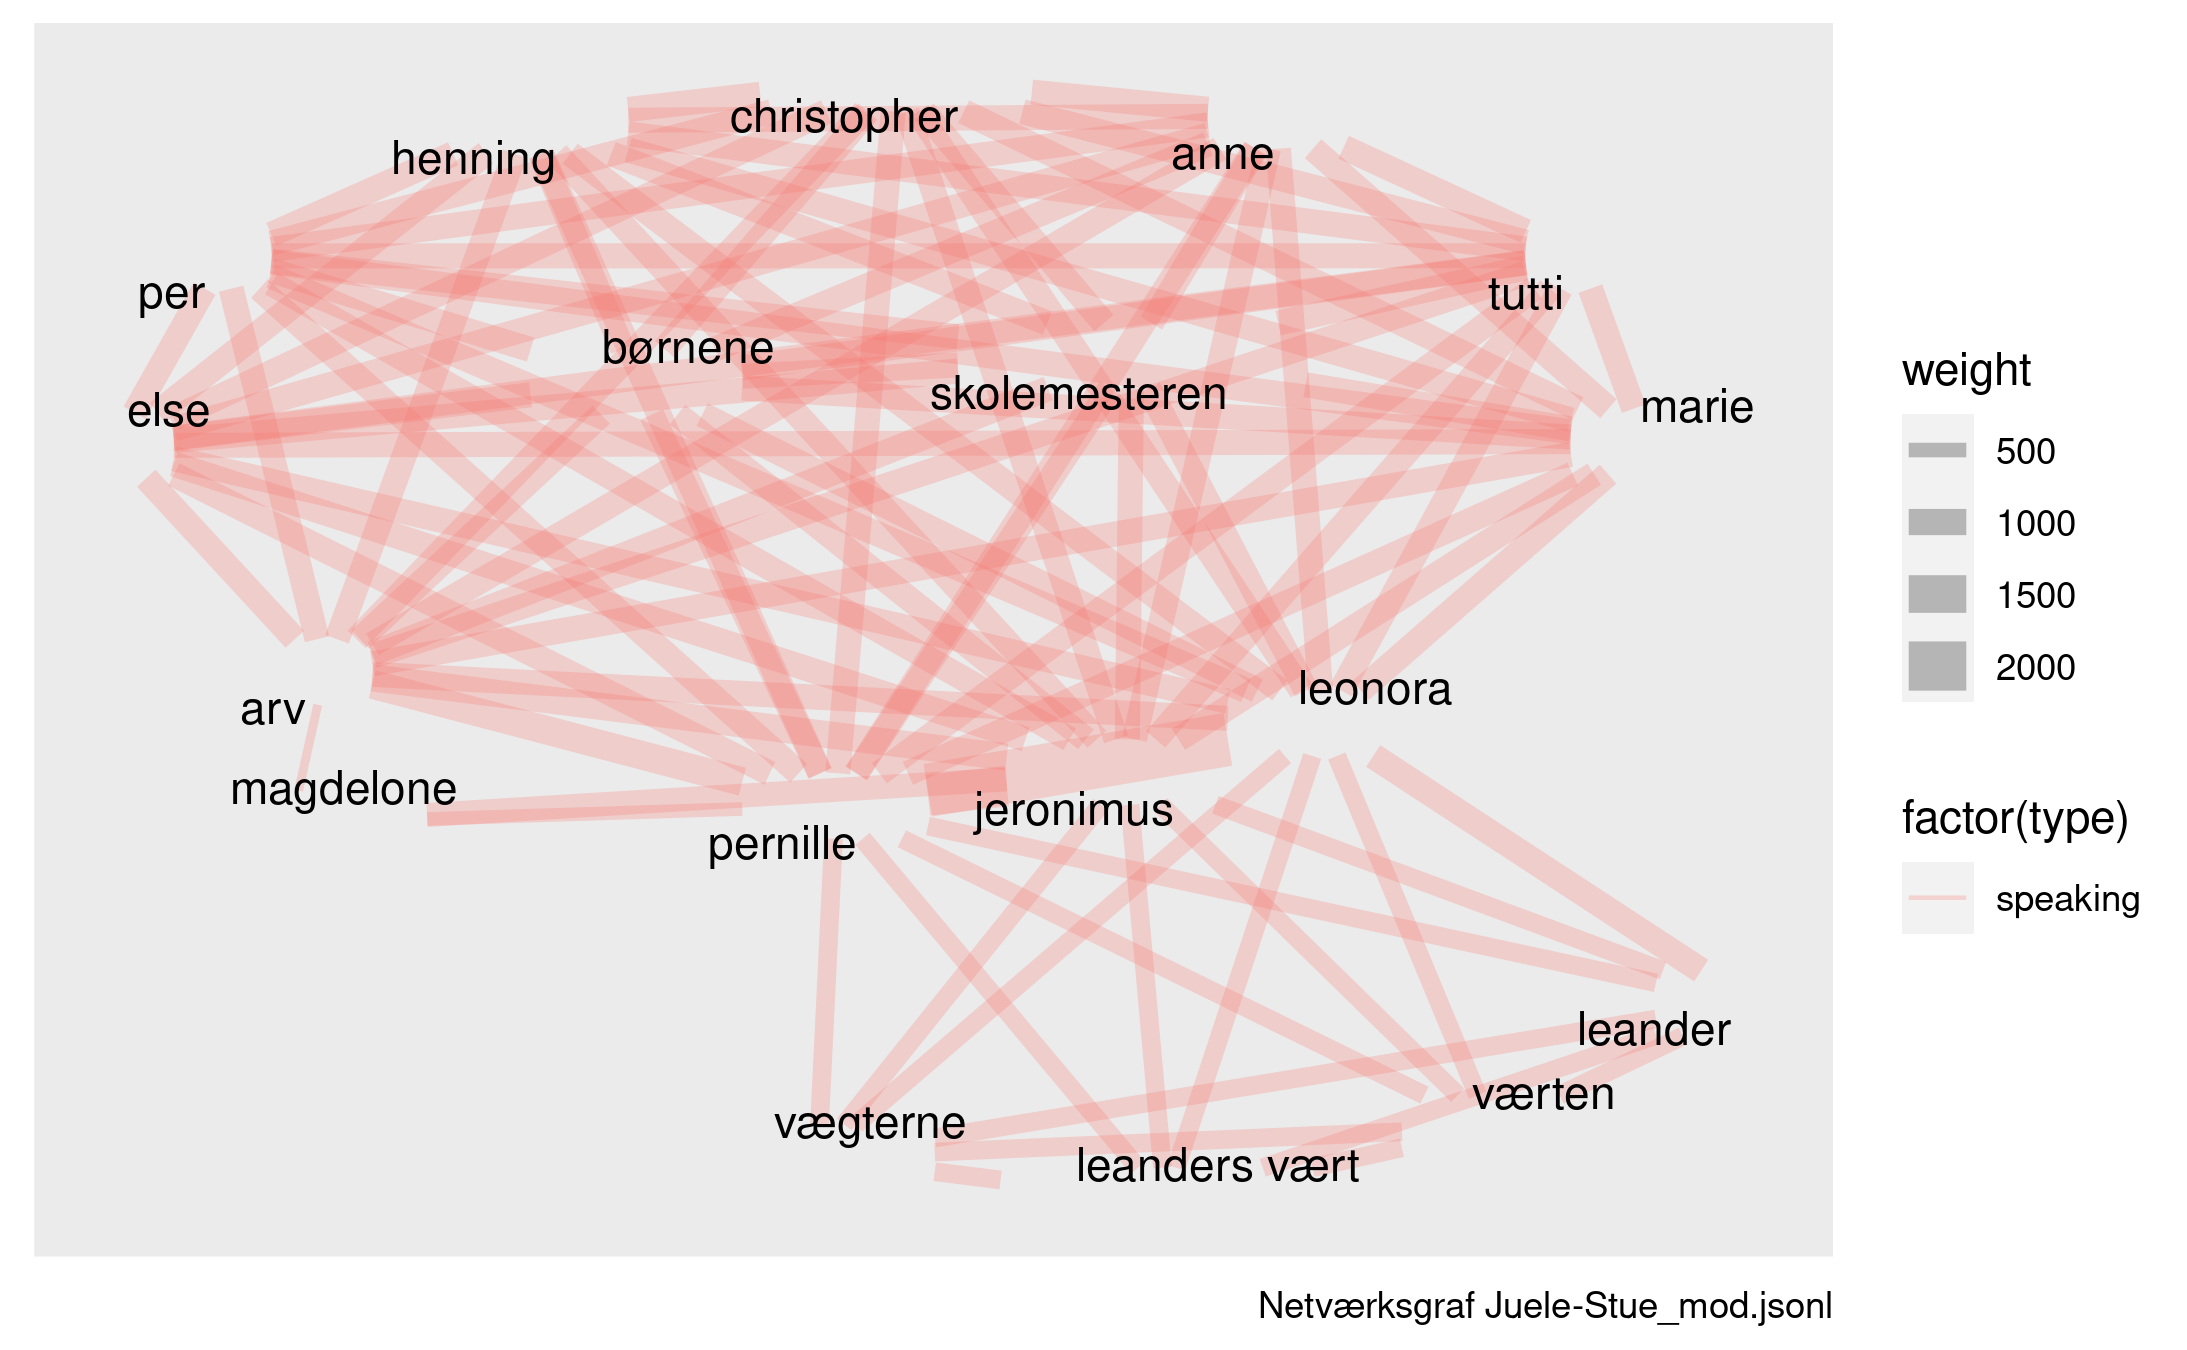 christopher
henning
anne
per
tutti
børnene
skolemesteren
else
marie
leonora
arv
magdelone
jeronimus
pernille
leander
værten
vægterne
leanders vært
weight
500
1000
1500
2000
factor(type)
speaking
Netværksgraf Juele-Stue_mod.jsonl